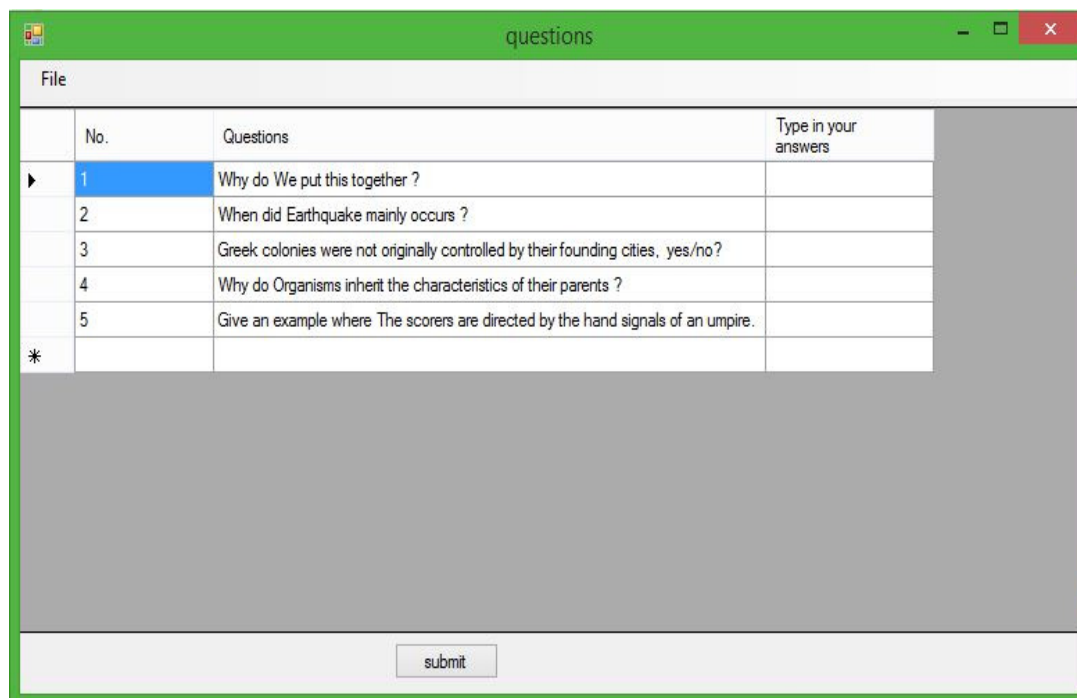 questions
File
No. Questions Type in your answers
1 Why do We put this together ?
2 When did Earthquake mainly occurs ?
3 Greek colonies were not originally controlled by their founding cities, yes/no?
4 Why do Organisms inherit the characteristics of their parents ?
5 Give an example where The scorers are directed by the hand signals of an umpire.
submit